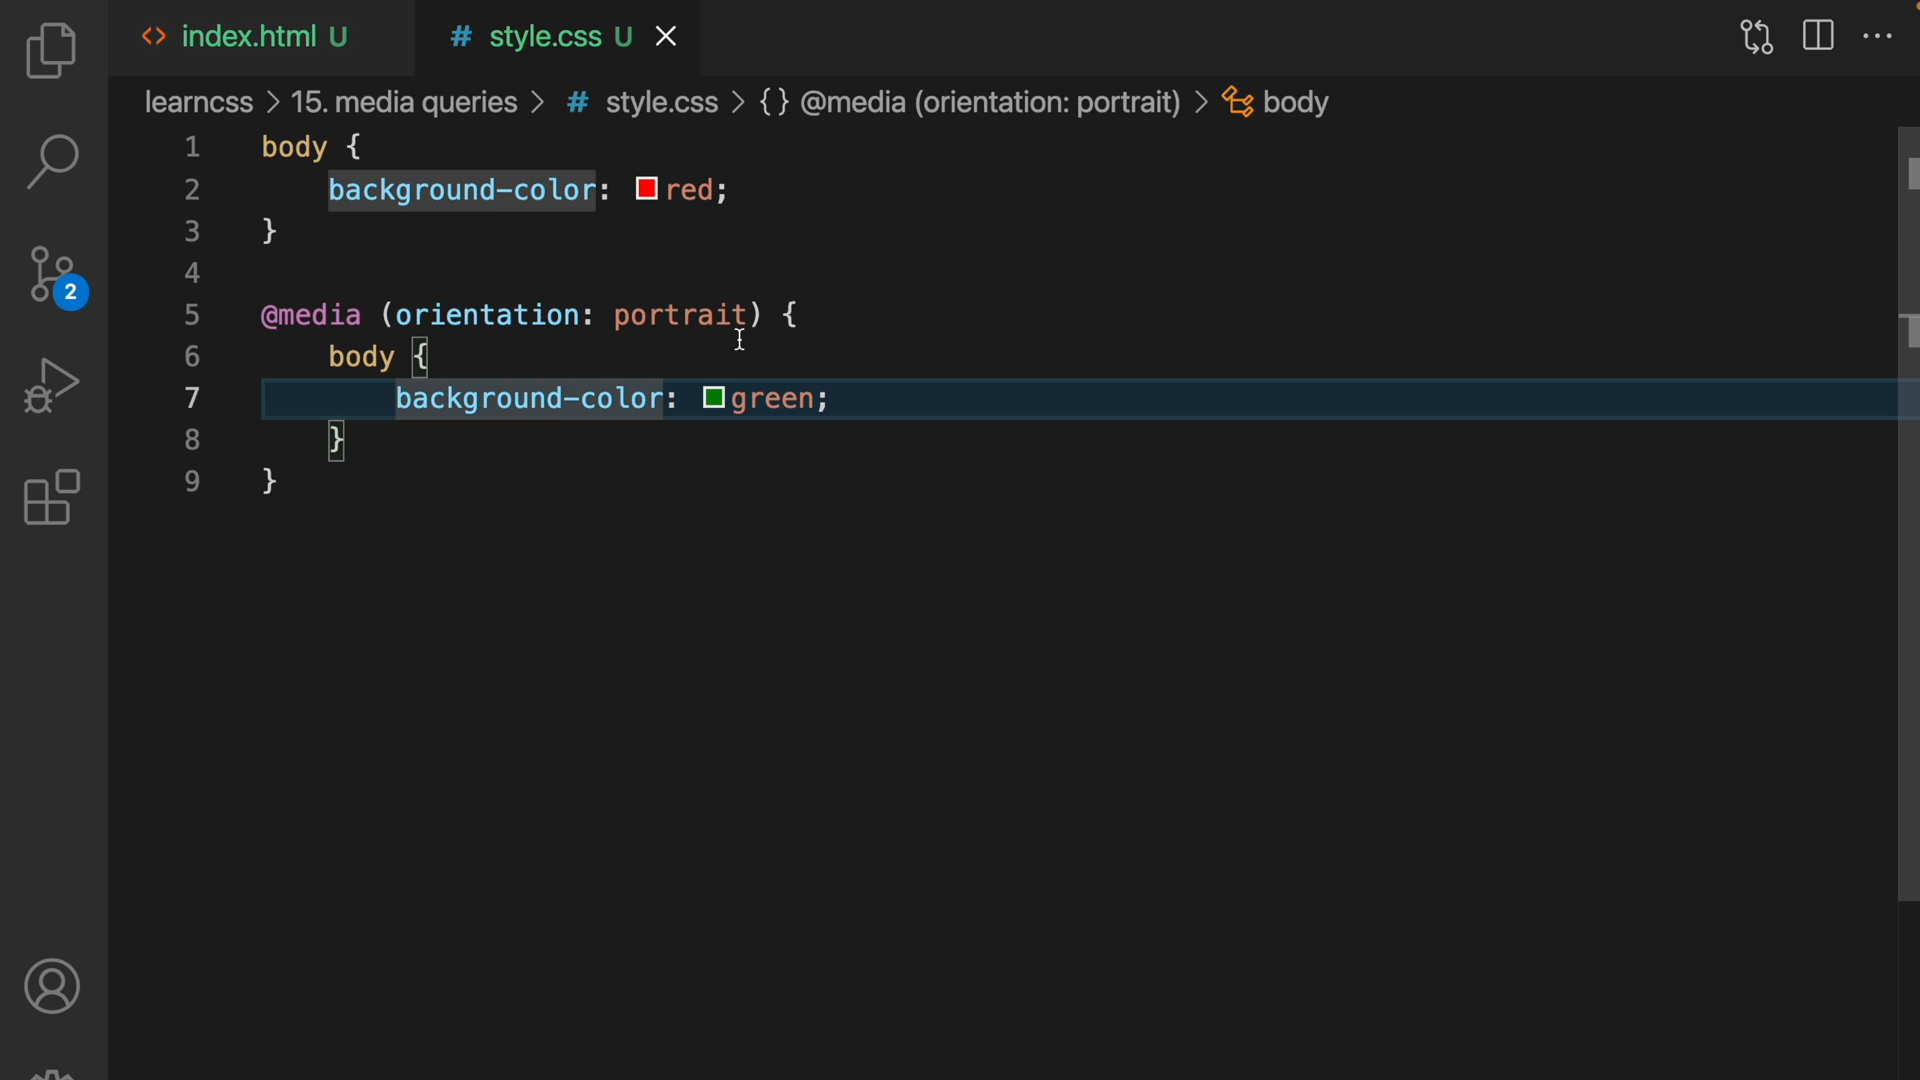 index.html U
# style.css U
learncss > 15. media queries > # style.css > {} @media (orientation: portrait) > body
1 body {
2 background-color: red;
3 }
4
5 @media (orientation: portrait) {
6 body {
7 background-color: green;
8 }
9 }
2